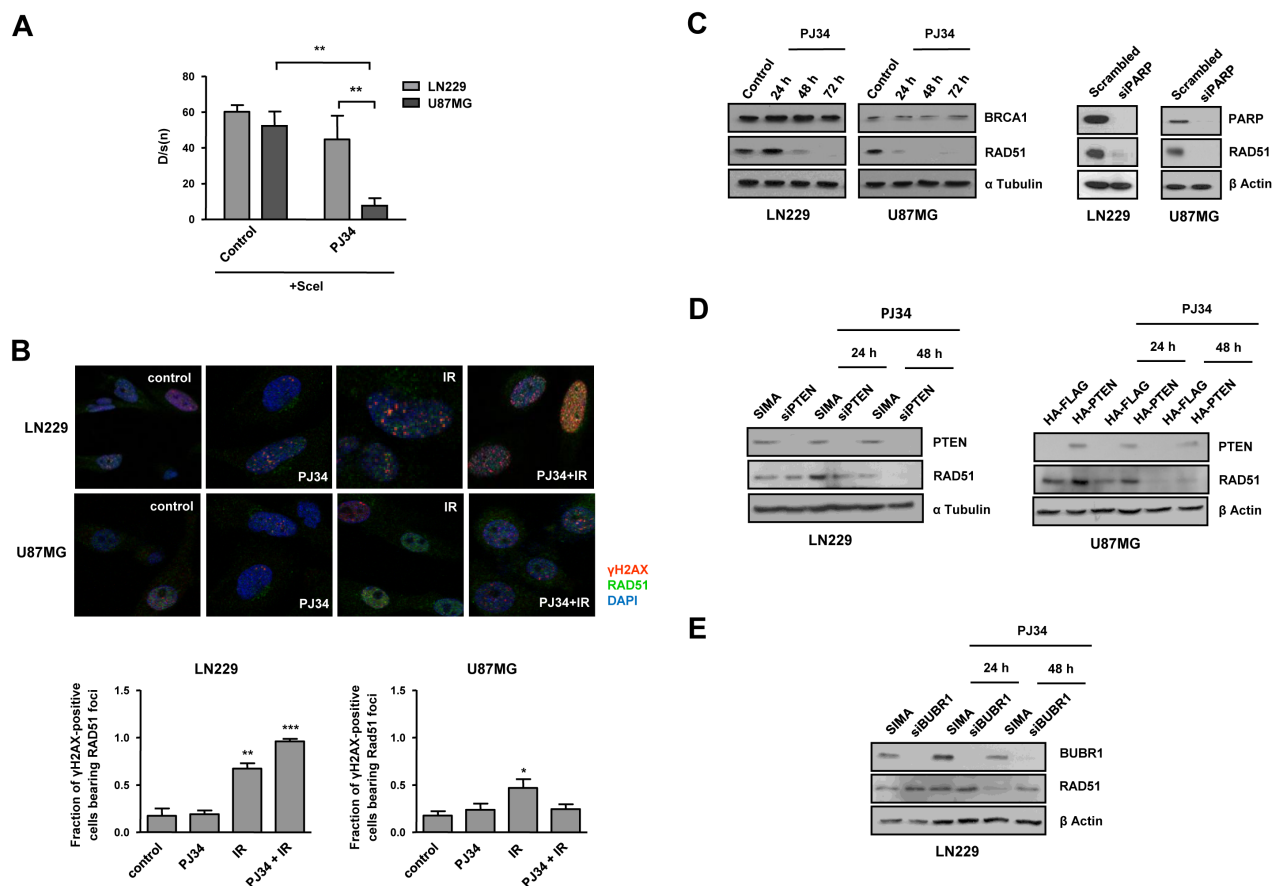 A
**
**
LN229
U87MG
D/s(n)
80
60
40
20
0
Control
PJ34
+SceI
B
control
PJ34
IR
PJ34+IR
LN229
control
PJ34
IR
PJ34+IR
U87MG
γH2AX
RAD51
DAPI
LN229
Fraction of γH2AX-positive
cells bearing RAD51 foci
1.5
1.0
0.5
0.0
**
***
control
PJ34
IR
PJ34 + IR
U87MG
Fraction of γH2AX-positive
cells bearing Rad51 foci
1.5
1.0
0.5
0.0
*
control
PJ34
IR
PJ34 + IR
C
PJ34
PJ34
Control
24 h
48 h
72 h
Control
24 h
48 h
72 h
BRCA1
RAD51
α Tubulin
LN229
U87MG
Scrambled
siPARP
Scrambled
siPARP
PARP
RAD51
β Actin
LN229
U87MG
D
PJ34
24 h
48 h
SIMA
siPTEN
SIMA
siPTEN
SIMA
siPTEN
PTEN
RAD51
α Tubulin
LN229
PJ34
24 h
48 h
HA-FLAG
HA-PTEN
HA-FLAG
HA-PTEN
HA-FLAG
HA-PTEN
PTEN
RAD51
β Actin
U87MG
E
PJ34
24 h
48 h
SIMA
siBUBR1
SIMA
siBUBR1
SIMA
siBUBR1
BUBR1
RAD51
β Actin
LN229